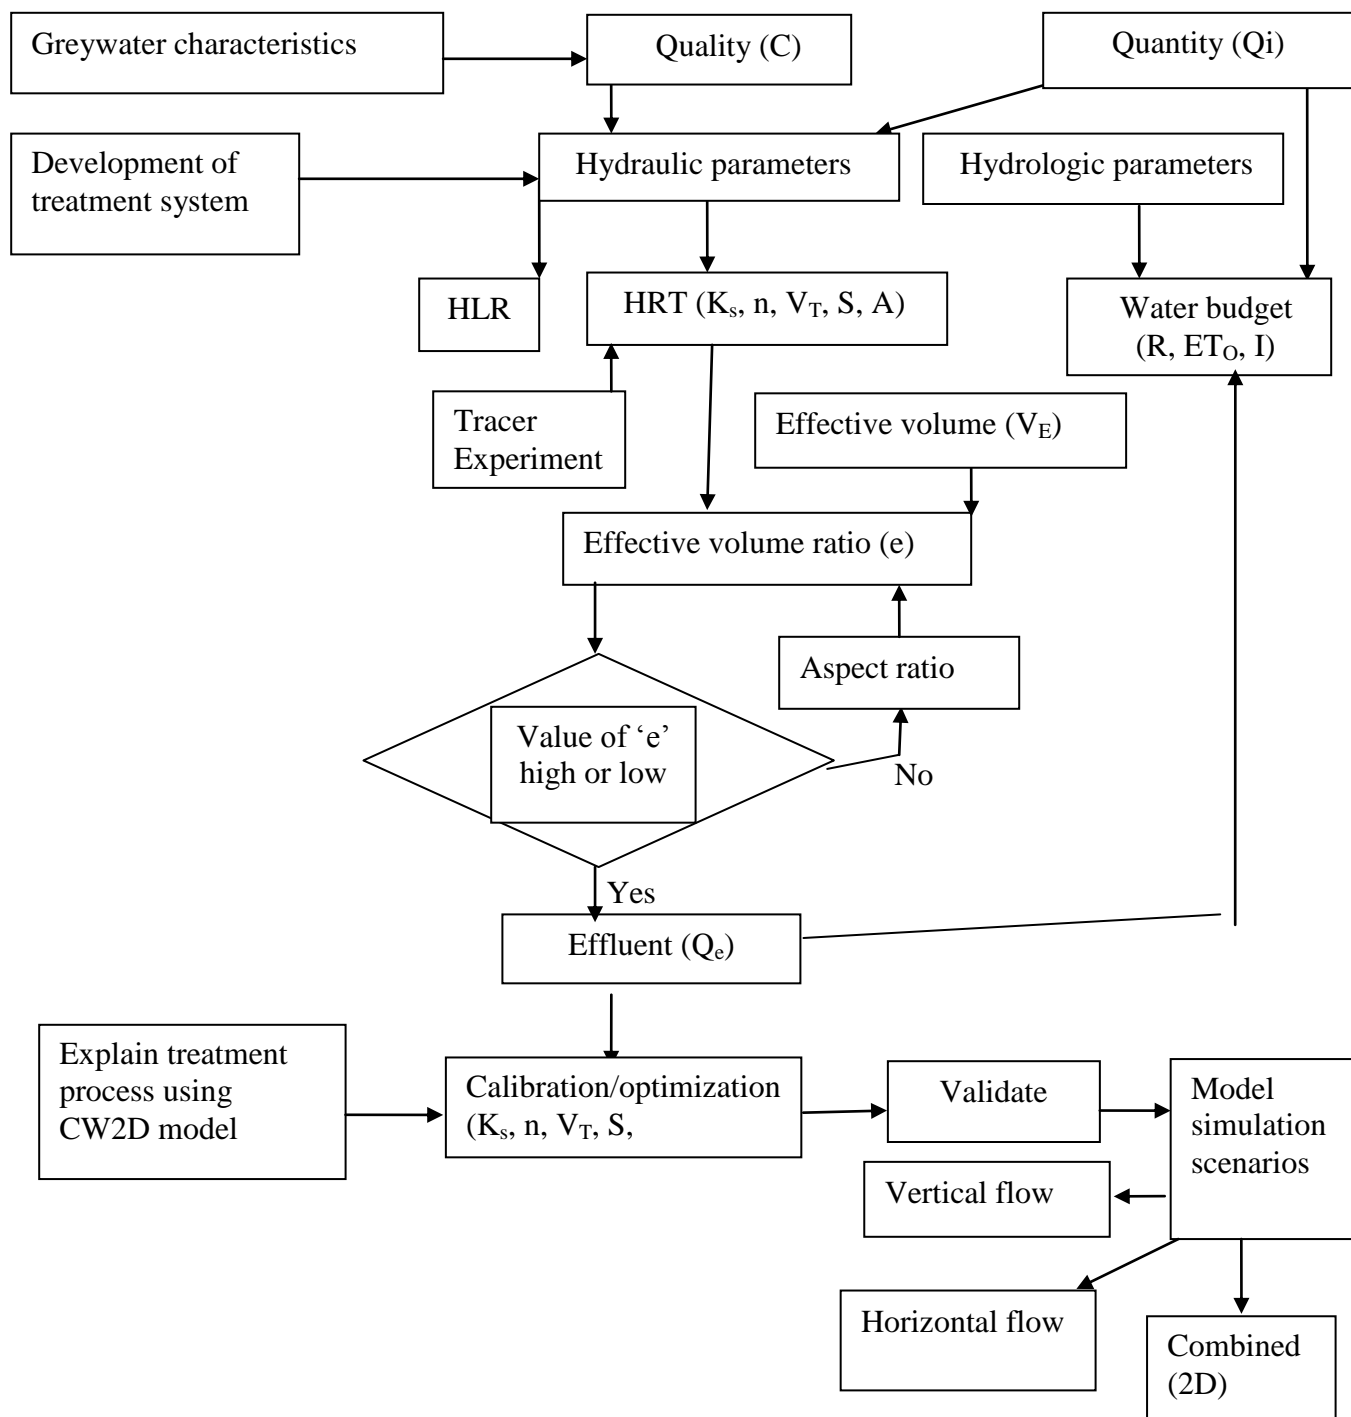 Greywater characteristics
Quality (C)
Quantity (Qi)
Development of
treatment system
Hydraulic parameters
Hydrologic parameters
HLR
HRT (Ks, n, VT, S, A)
Water budget
(R, ETO, I)
Tracer
Experiment
Effective volume (VE)
Effective volume ratio (e)
Aspect ratio
Value of ‘e’
high or low
No
Yes
Effluent (Qe)
Explain treatment
process using
CW2D model
Calibration/optimization
(Ks, n, VT, S,
Validate
Model
simulation
scenarios
Vertical flow
Horizontal flow
Combined
(2D)